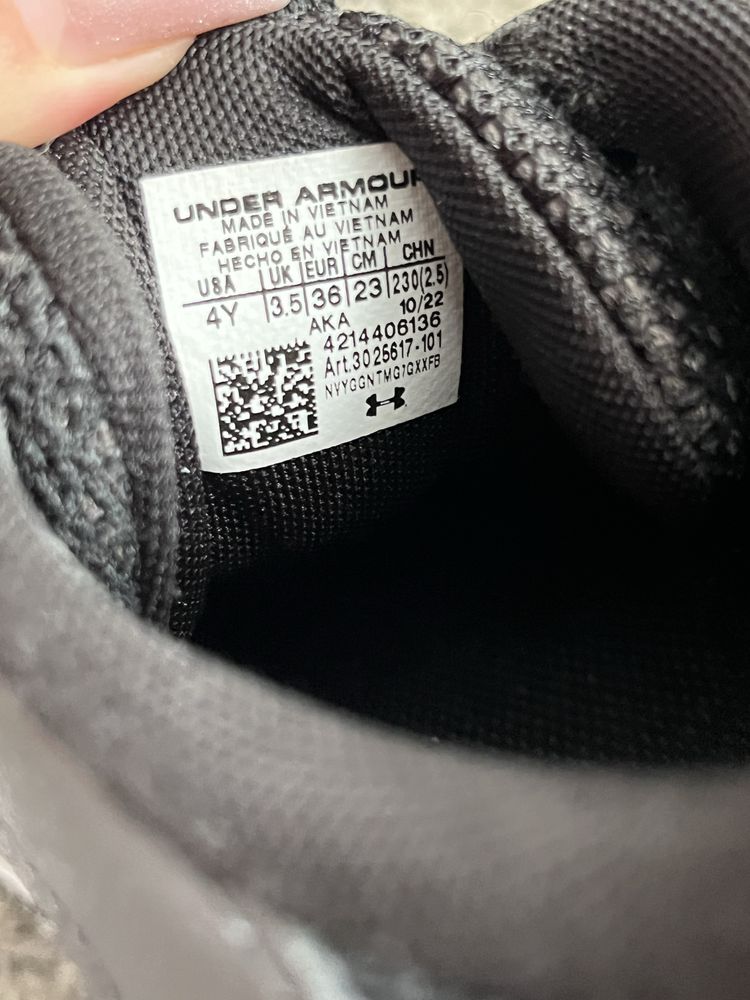 UNDER ARMOUR
MADE IN VIETNAM
FABRIQUÉ AU VIETNAM
HECHO EN VIETNAM
USA UK EUR CM CHN
4Y 3.5 36 23 230(2.5)
AKA 10/22
4214406136
Art.3025617-101
NVYGGNTMG7GXXFB